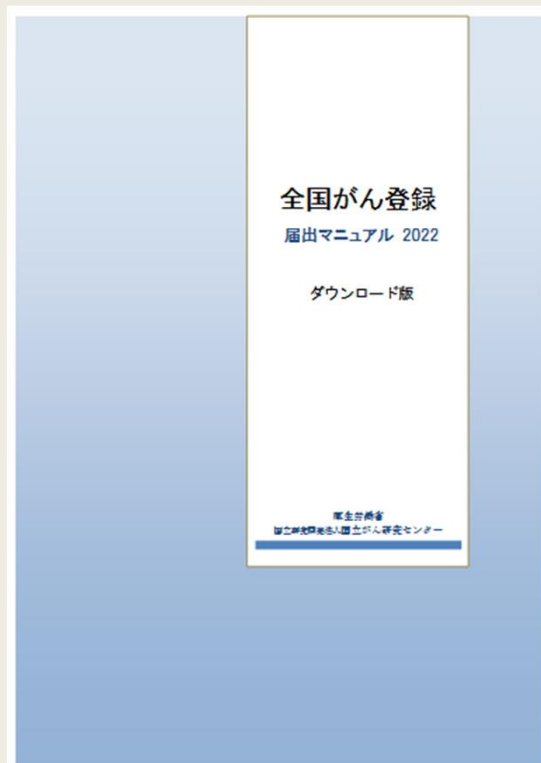 全国がん登録
届出マニュアル 2022
ダウンロード版
厚生労働省
国立研究開発法人国立がん研究センター